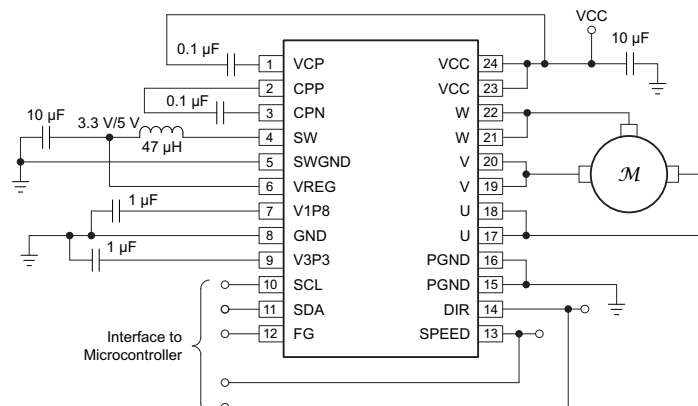 VCC
0.1 µF
10 µF
1 VCP VCC 24
2 CPP VCC 23
0.1 µF
3 CPN W 22
10 µF
3.3 V/5 V
47 µH
4 SW W 21
5 SWGND V 20
6 VREG V 19
1 µF
7 V1P8 U 18
8 GND U 17
1 µF
9 V3P3 PGND 16
10 SCL PGND 15
11 SDA DIR 14
12 FG SPEED 13
M
Interface to
Microcontroller